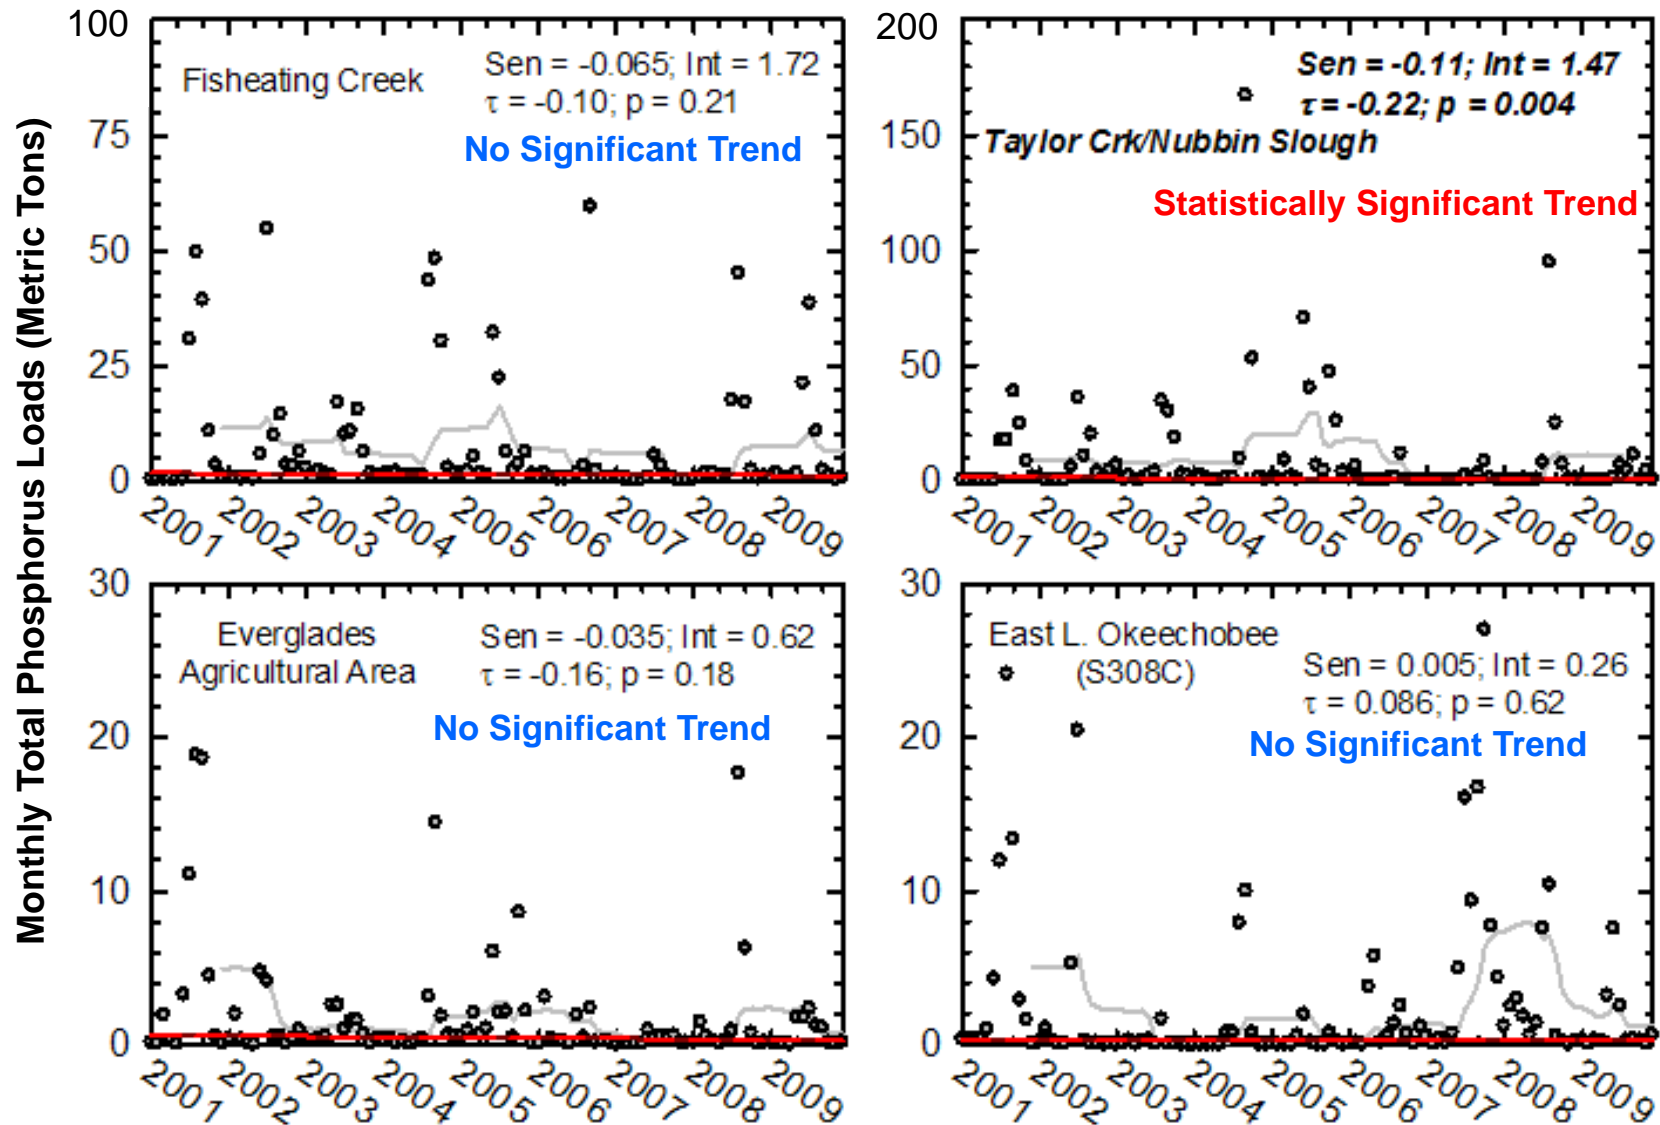 Monthly Total Phosphorus Loads (Metric Tons)
100
75
50
25
0
Fisheating Creek
Sen = -0.065; Int = 1.72
τ = -0.10; p = 0.21
No Significant Trend
2001 2002 2003 2004 2005 2006 2007 2008 2009
200
150
100
50
0
Sen = -0.11; Int = 1.47
τ = -0.22; p = 0.004
Taylor Crk/Nubbin Slough
Statistically Significant Trend
2001 2002 2003 2004 2005 2006 2007 2008 2009
30
20
10
0
Everglades
Agricultural Area
Sen = -0.035; Int = 0.62
τ = -0.16; p = 0.18
No Significant Trend
2001 2002 2003 2004 2005 2006 2007 2008 2009
30
20
10
0
East L. Okeechobee
(S308C)
Sen = 0.005; Int = 0.26
τ = 0.086; p = 0.62
No Significant Trend
2001 2002 2003 2004 2005 2006 2007 2008 2009